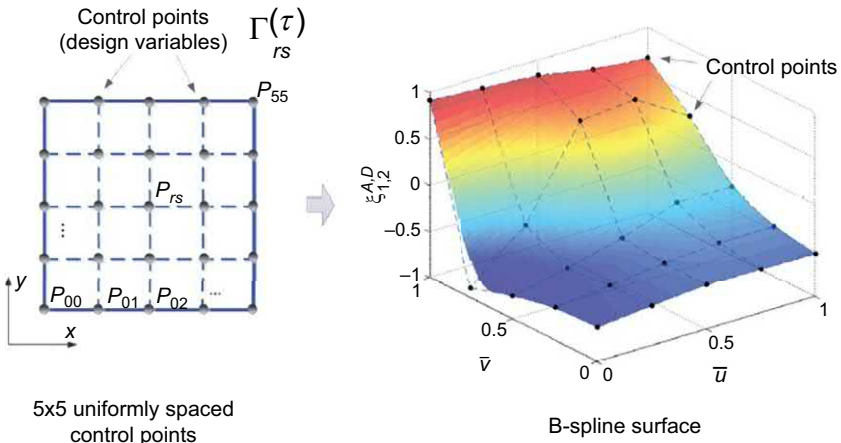 Control points
(design variables)
Γ(τ)
rs
P55
Prs
⋮
y
P00 P01 P02 ...
x
5x5 uniformly spaced
control points
Control points
1
0.5
0
–0.5
–1
ξA,D1,2
1
0.5
0
v̅
0
0.5
1
u̅
B-spline surface